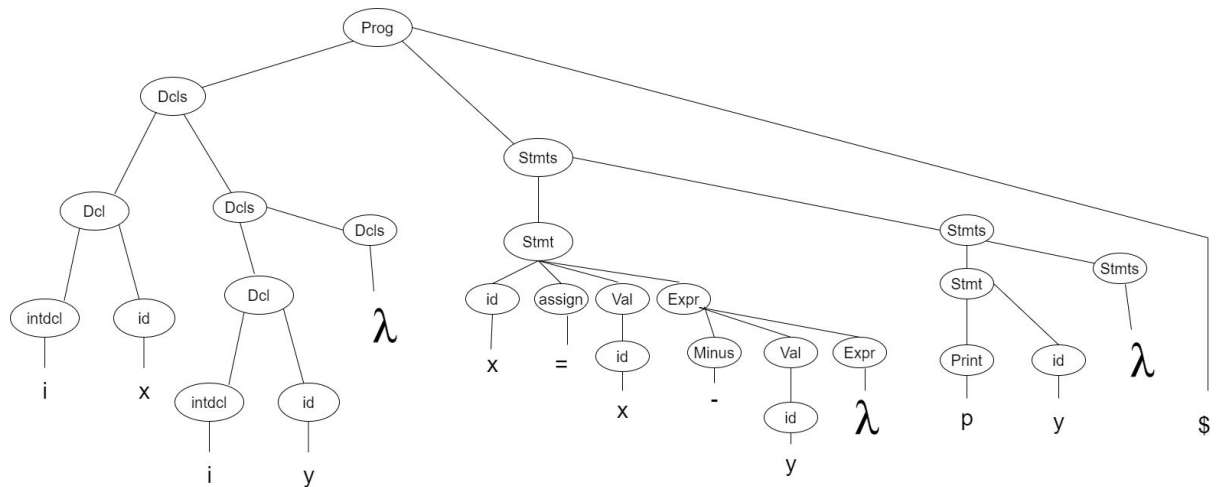 Prog
Dcls
Stmts
Dcl
Dcls
Dcls
Stmt
Stmts
Stmts
Stmt
Dcl
intdcl
id
λ
id
assign
Val
Expr
i
x
intdcl
id
i
y
x
=
id
x
Minus
-
Val
id
y
Expr
λ
Print
id
p
y
λ
$